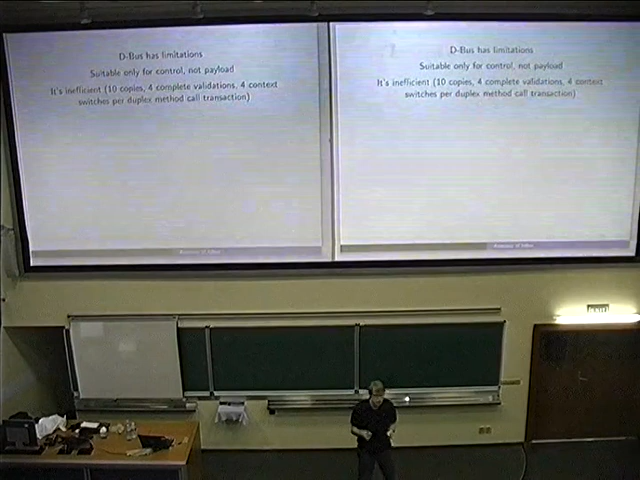 D-Bus has limitations
Suitable only for control, not payload
It's inefficient (10 copies, 4 complete validations, 4 context
switches per duplex method call transaction)
D-Bus has limitations
Suitable only for control, not payload
It's inefficient (10 copies, 4 complete validations, 4 context
switches per duplex method call transaction)
EXIT